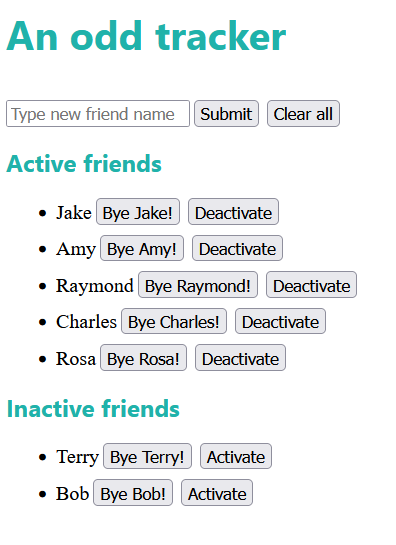 An odd tracker
Type new friend name Submit Clear all
Active friends
Jake Bye Jake! Deactivate
Amy Bye Amy! Deactivate
Raymond Bye Raymond! Deactivate
Charles Bye Charles! Deactivate
Rosa Bye Rosa! Deactivate
Inactive friends
Terry Bye Terry! Activate
Bob Bye Bob! Activate